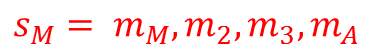 s_M = m_M, m_2, m_3, m_A